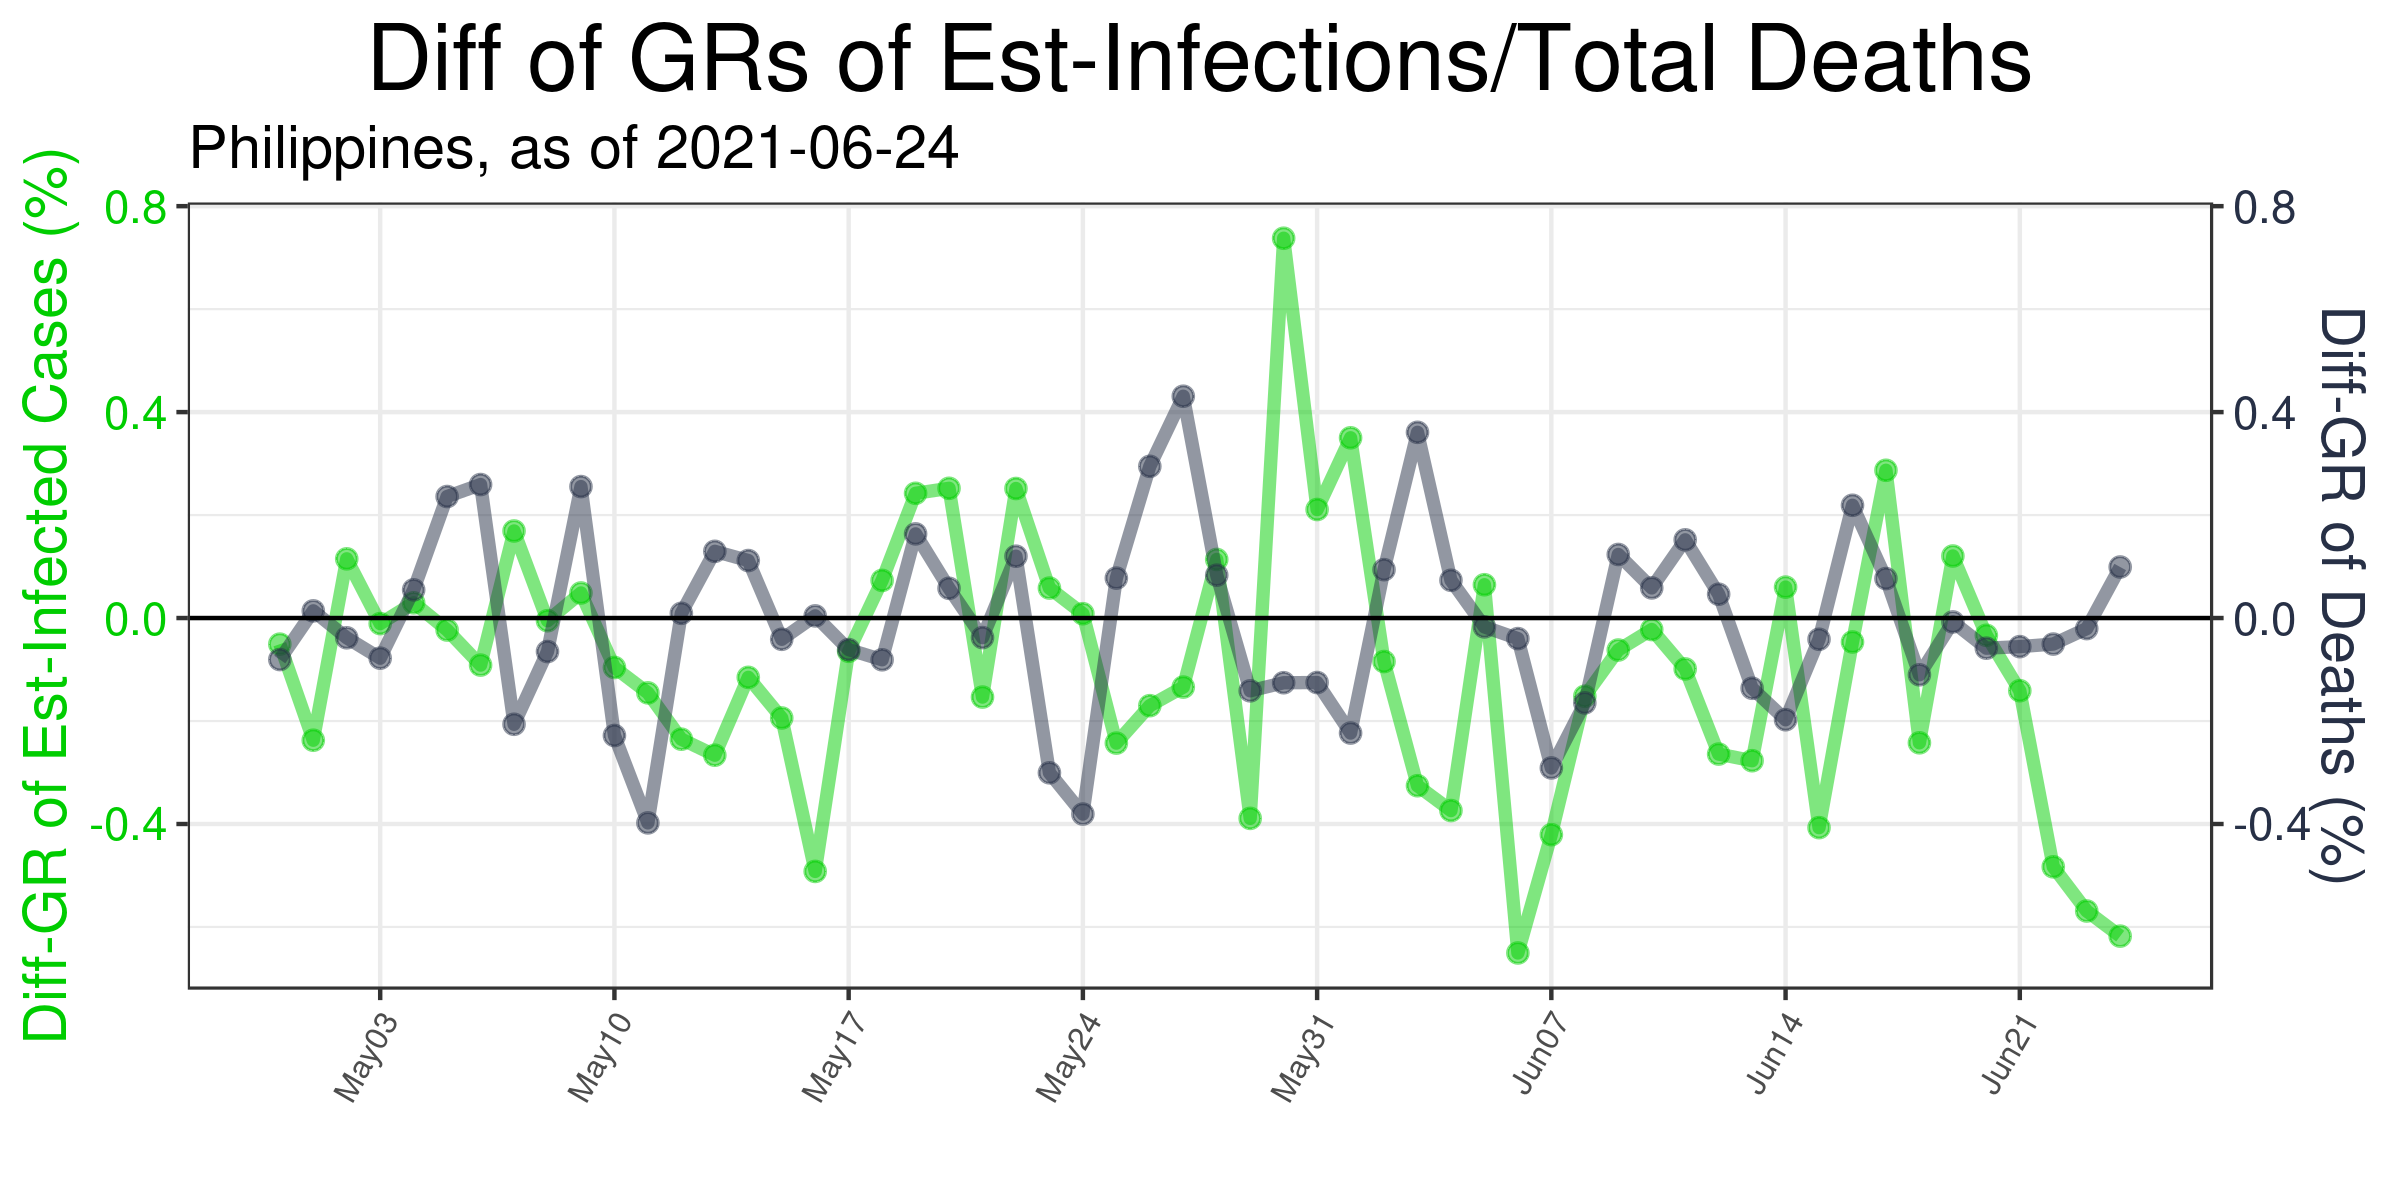 Diff of GRs of Est-Infections/Total Deaths
Philippines, as of 2021-06-24
Diff-GR of Est-Infected Cases (%)
0.8
0.4
0.0
-0.4
0.8
0.4
0.0
-0.4
Diff-GR of Deaths (%)
May03
May10
May17
May24
May31
Jun07
Jun14
Jun21